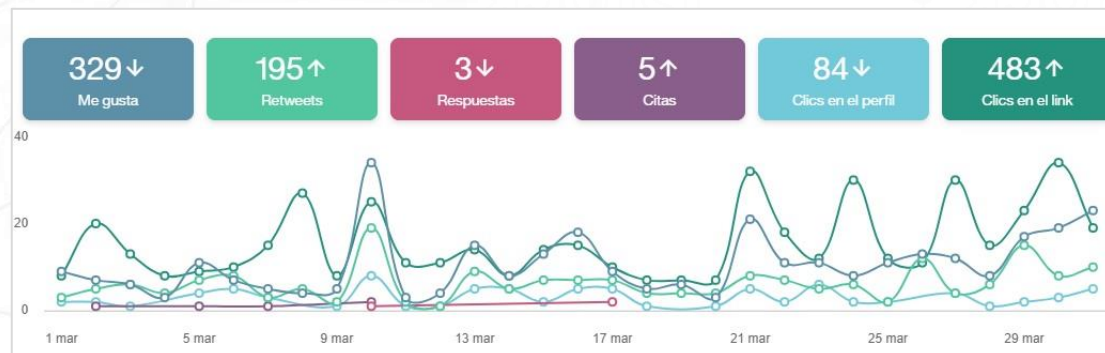 329↓ 195↑ 3↓ 5↑ 84↓ 483↑
Me gusta Retweets Respuestas Citas Clics en el perfil Clics en el link
40
20
0
1 mar 5 mar 9 mar 13 mar 17 mar 21 mar 25 mar 29 mar